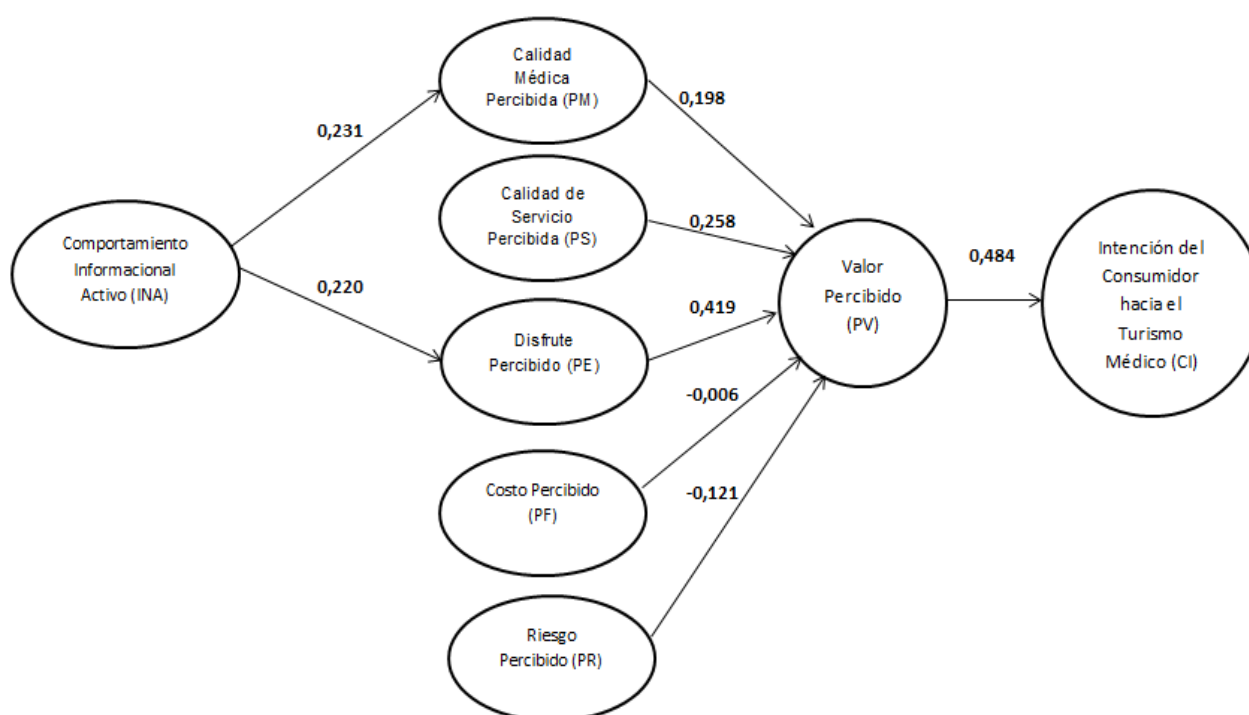 Calidad
Médica
Percibida (PM)
0,198
0,231
Calidad de
Servicio
Percibida (PS)
0,258
Comportamiento
Informacional
Activo (INA)
0,220
Disfrute
Percibido (PE)
0,419
Valor
Percibido
(PV)
0,484
Intención del
Consumidor
hacia el
Turismo
Médico (CI)
-0,006
Costo Percibido
(PF)
-0,121
Riesgo
Percibido (PR)